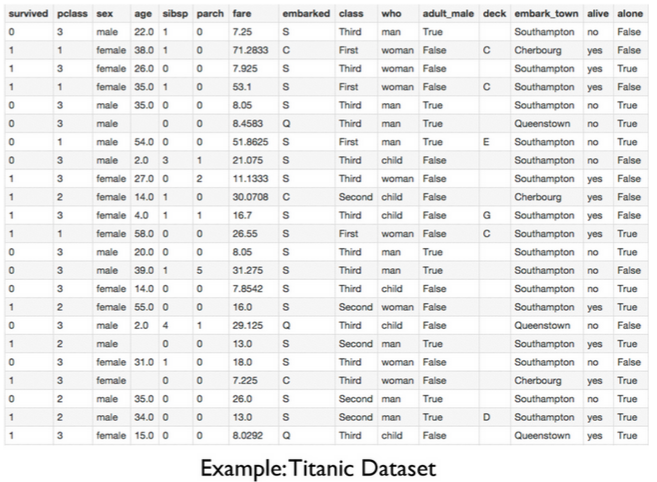 survived pclass sex age sibsp parch fare embarked class who adult_male deck embark_town alive alone
0 3 male 22.0 1 0 7.25 S Third man True Southampton no False
1 1 female 38.0 1 0 71.2833 C First woman False C Cherbourg yes False
1 3 female 26.0 0 0 7.925 S Third woman False Southampton yes True
1 1 female 35.0 1 0 53.1 S First woman False C Southampton yes False
0 3 male 35.0 0 0 8.05 S Third man True Southampton no True
0 3 male 0 0 8.4583 Q Third man True Queenstown no True
0 1 male 54.0 0 0 51.8625 S First man True E Southampton no True
0 3 male 2.0 3 1 21.075 S Third child False Southampton no False
1 3 female 27.0 0 2 11.1333 S Third woman False Southampton yes False
1 2 female 14.0 1 0 30.0708 C Second child False Cherbourg yes False
1 3 female 4.0 1 1 16.7 S Third child False G Southampton yes False
1 1 female 58.0 0 0 26.55 S First woman False C Southampton yes True
0 3 male 20.0 0 0 8.05 S Third man True Southampton no True
0 3 male 39.0 1 5 31.275 S Third man True Southampton no False
0 3 female 14.0 0 0 7.8542 S Third child False Southampton no True
1 2 female 55.0 0 0 16.0 S Second woman False Southampton yes True
0 3 male 2.0 4 1 29.125 Q Third child False Queenstown no False
1 2 male 0 0 13.0 S Second man True Southampton yes True
0 3 female 31.0 1 0 18.0 S Third woman False Southampton no False
1 3 female 0 0 7.225 C Third woman False Cherbourg yes True
0 2 male 35.0 0 0 26.0 S Second man True Southampton no True
1 2 male 34.0 0 0 13.0 S Second man True D Southampton yes True
1 3 female 15.0 0 0 8.0292 Q Third child False Queenstown yes True
Example:Titanic Dataset